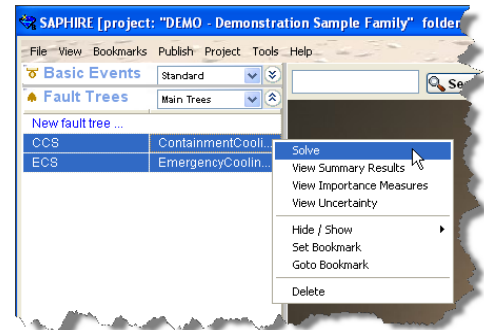 SAPHIRE [project: "DEMO - Demonstration Sample Family" folder
File View Bookmarks Publish Project Tools Help
Basic Events Standard
Se
Fault Trees Main Trees
New fault tree ...
CCS ContainmentCooli...
ECS EmergencyCoolin...
Solve
View Summary Results
View Importance Measures
View Uncertainty
Hide / Show
Set Bookmark
Goto Bookmark
Delete